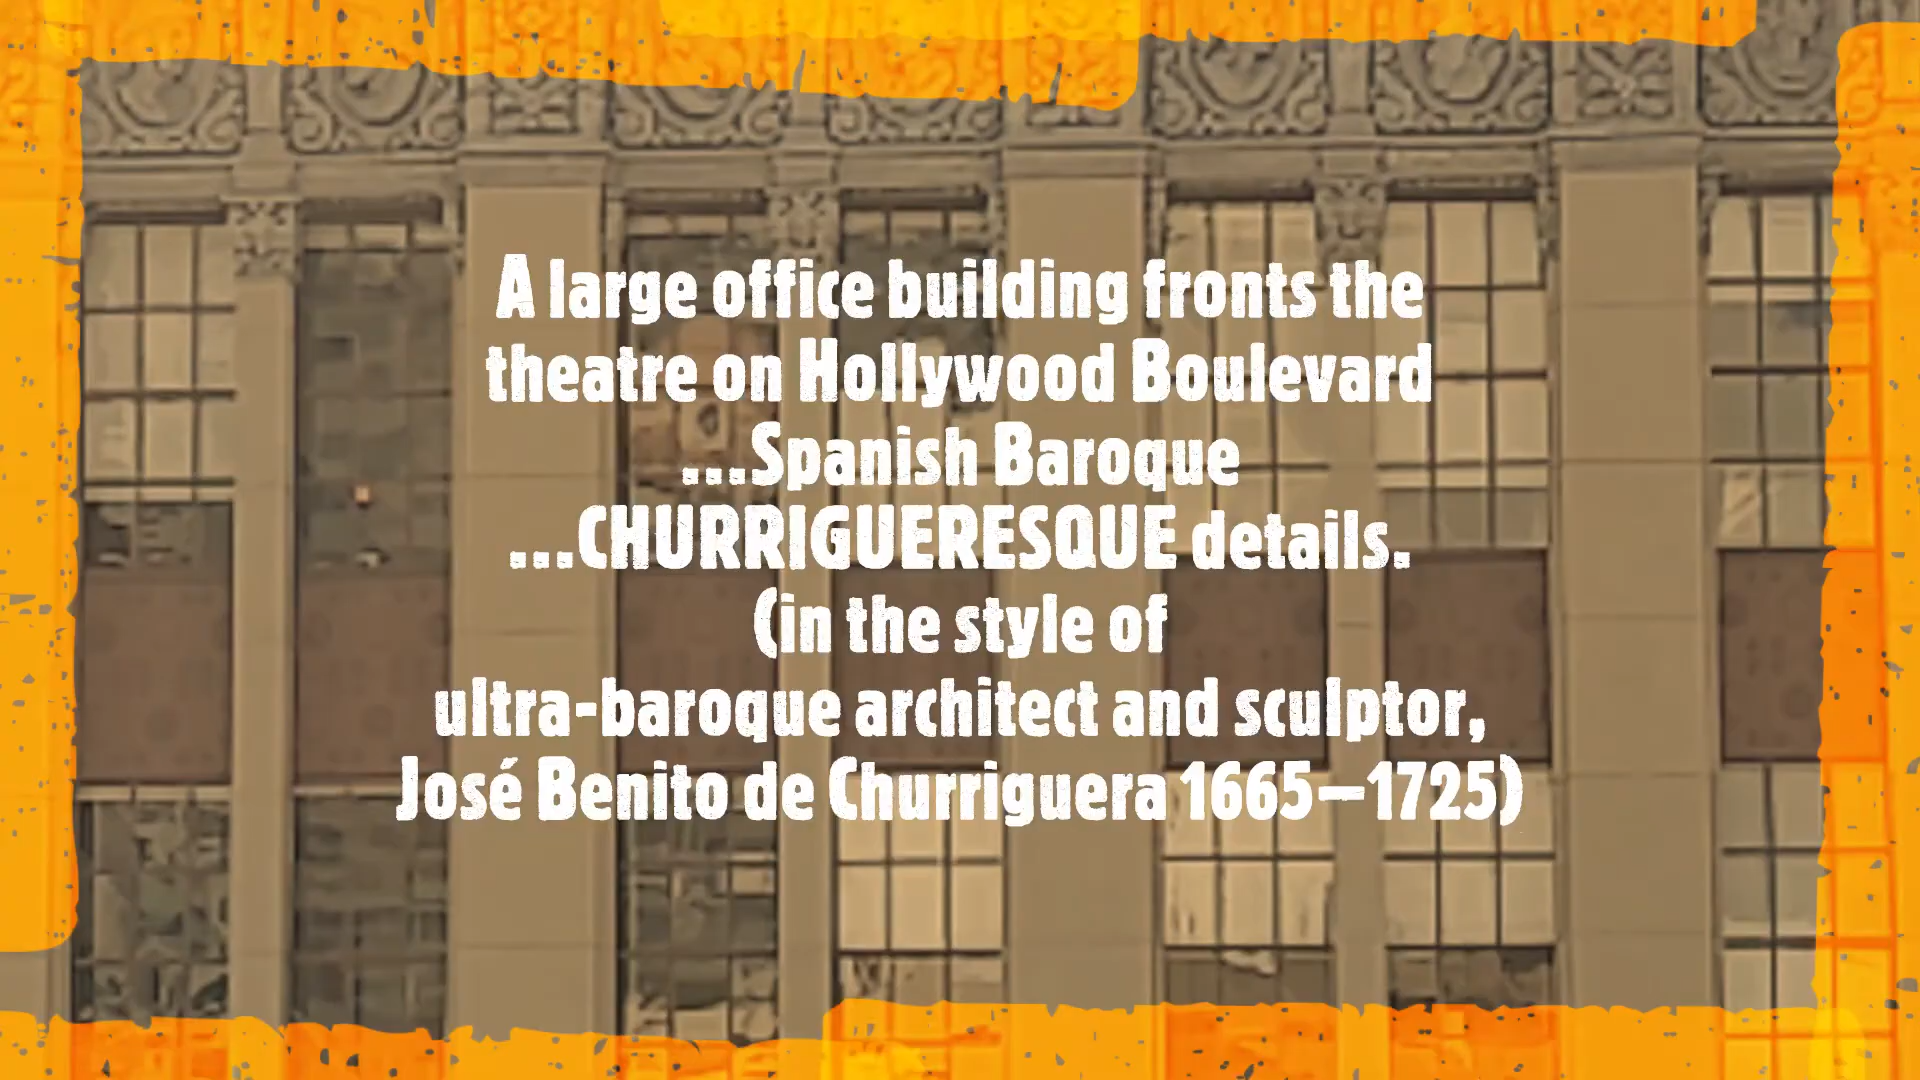 A large office building fronts the
theatre on Hollywood Boulevard
...Spanish Baroque
...CHURRIGUERESQUE details.
(in the style of
ultra-baroque architect and sculptor,
José Benito de Churriguera 1665–1725)